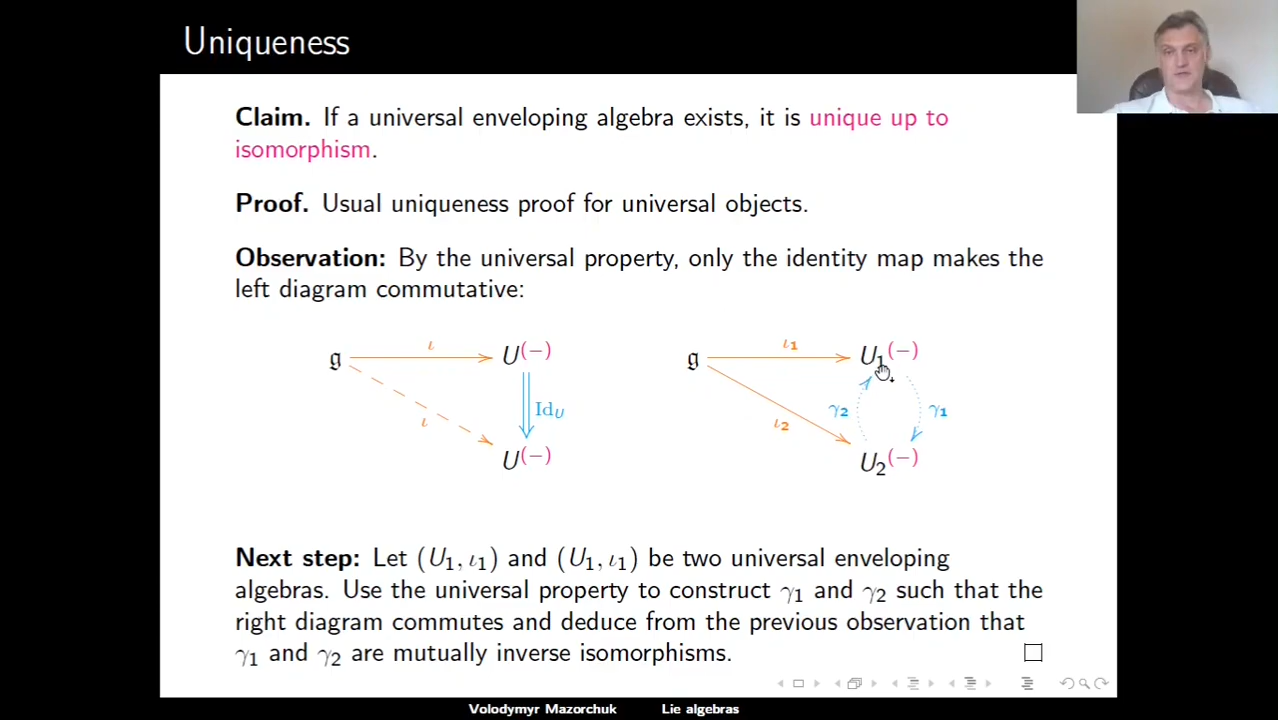 Uniqueness
Claim. If a universal enveloping algebra exists, it is unique up to
isomorphism.
Proof. Usual uniqueness proof for universal objects.
Observation: By the universal property, only the identity map makes the
left diagram commutative:
𝔤 ι U(−)
ι Id_U
U(−)
𝔤 ι₁ U₁(−)
ι₂ γ₂ γ₁
U₂(−)
Next step: Let (U₁, ι₁) and (U₁, ι₁) be two universal enveloping
algebras. Use the universal property to construct γ₁ and γ₂ such that the
right diagram commutes and deduce from the previous observation that
γ₁ and γ₂ are mutually inverse isomorphisms.
Volodymyr Mazorchuk Lie algebras